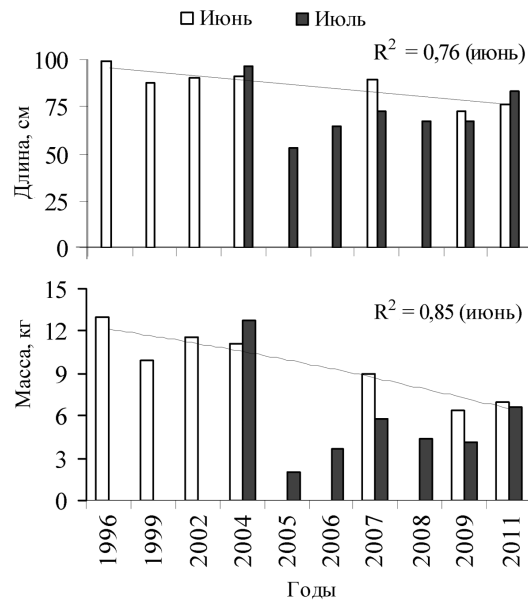 Июнь Июль
R² = 0,76 (июнь)
100
75
50
25
0
Длина, см
R² = 0,85 (июнь)
15
12
9
6
3
0
Масса, кг
1996 1999 2002 2004 2005 2006 2007 2008 2009 2011
Годы